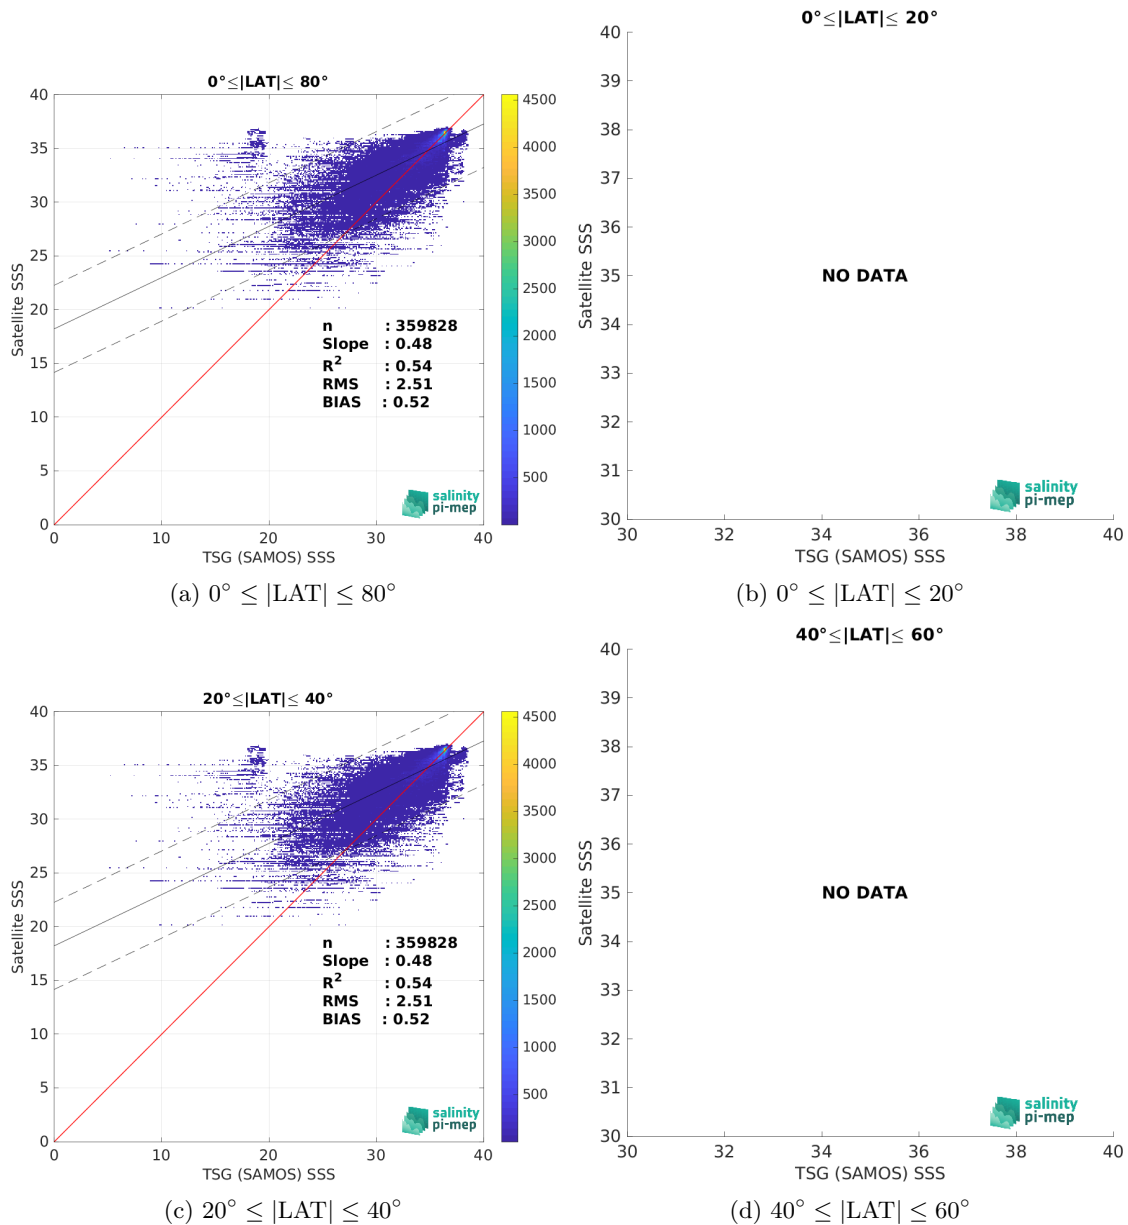 0°≤|LAT|≤ 80°
40
35
30
25
20
15
10
5
0
Satellite SSS
0
10
20
30
40
TSG (SAMOS) SSS
4500
4000
3500
3000
2500
2000
1500
1000
500
n : 359828
Slope : 0.48
R² : 0.54
RMS : 2.51
BIAS : 0.52
salinity
pi-mep
(a) 0° ≤ |LAT| ≤ 80°
0°≤|LAT|≤ 20°
40
39
38
37
36
35
34
33
32
31
30
Satellite SSS
NO DATA
30
32
34
36
38
40
TSG (SAMOS) SSS
salinity
pi-mep
(b) 0° ≤ |LAT| ≤ 20°
20°≤|LAT|≤ 40°
40
35
30
25
20
15
10
5
0
Satellite SSS
0
10
20
30
40
TSG (SAMOS) SSS
4500
4000
3500
3000
2500
2000
1500
1000
500
n : 359828
Slope : 0.48
R² : 0.54
RMS : 2.51
BIAS : 0.52
salinity
pi-mep
(c) 20° ≤ |LAT| ≤ 40°
40°≤|LAT|≤ 60°
40
39
38
37
36
35
34
33
32
31
30
Satellite SSS
NO DATA
30
32
34
36
38
40
TSG (SAMOS) SSS
salinity
pi-mep
(d) 40° ≤ |LAT| ≤ 60°